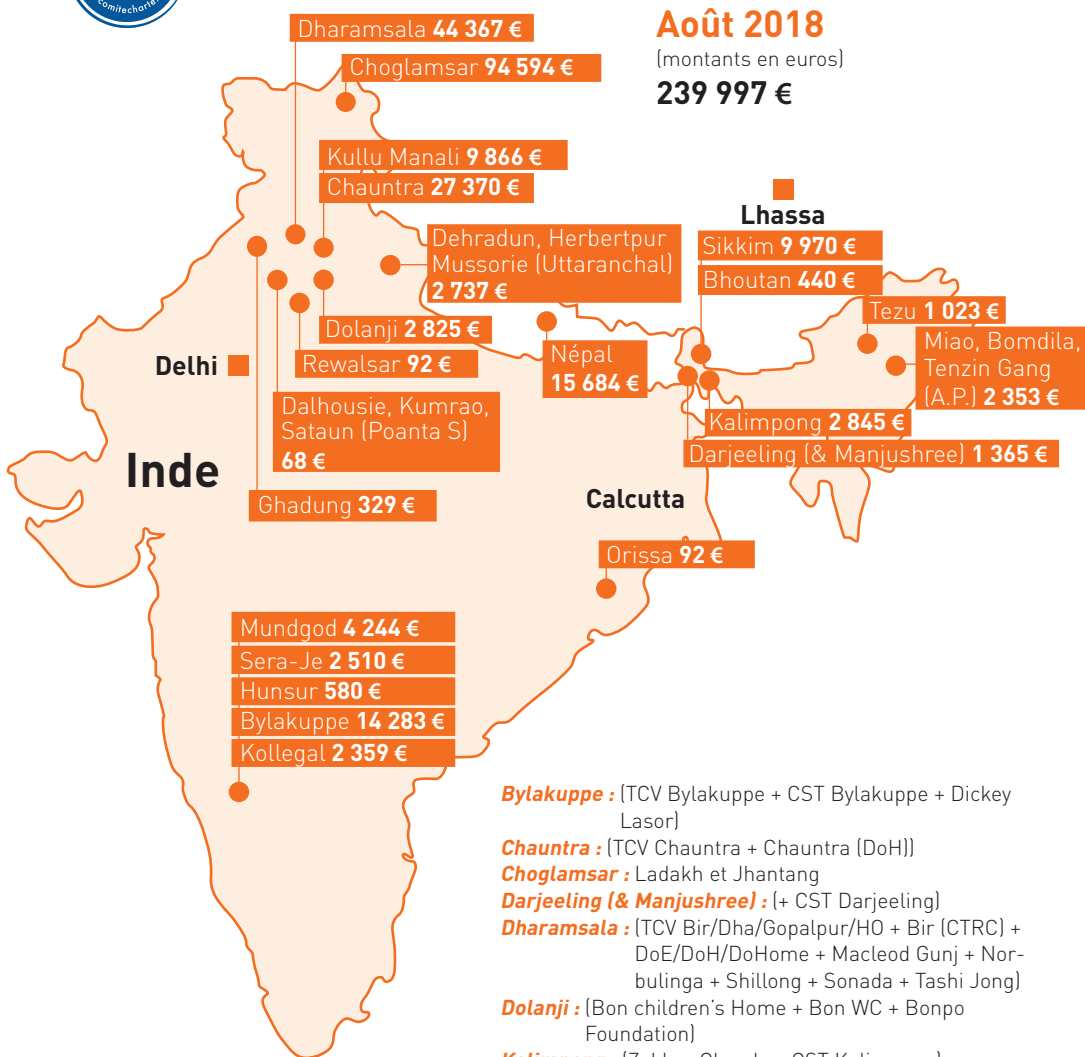 comitecharte
Août 2018
(montants en euros)
239 997 €
Dharamsala 44 367 €
Choglamsar 94 594 €
Kullu Manali 9 866 €
Chauntra 27 370 €
Lhassa
Dehradun, Herbertpur
Mussorie (Uttaranchal)
2 737 €
Sikkim 9 970 €
Bhoutan 440 €
Tezu 1 023 €
Miao, Bomdila,
Tenzin Gang
(A.P.) 2 353 €
Dolanji 2 825 €
Rewalsar 92 €
Népal
15 684 €
Delhi
Dalhousie, Kumrao,
Sataun (Poanta S)
68 €
Kalimpong 2 845 €
Darjeeling (& Manjushree) 1 365 €
Inde
Ghadung 329 €
Calcutta
Orissa 92 €
Mundgod 4 244 €
Sera-Je 2 510 €
Hunsur 580 €
Bylakuppe 14 283 €
Kollegal 2 359 €
Bylakuppe : (TCV Bylakuppe + CST Bylakuppe + Dickey
Lasor)
Chauntra : (TCV Chauntra + Chauntra (DoH))
Choglamsar : Ladakh et Jhantang
Darjeeling (& Manjushree) : (+ CST Darjeeling)
Dharamsala : (TCV Bir/Dha/Gopalpur/HO + Bir (CTRC) +
DoE/DoH/DoHome + Macleod Gunj + Nor-
bulinga + Shillong + Sonada + Tashi Jong)
Dolanji : (Bon children's Home + Bon WC + Bonpo
Foundation)